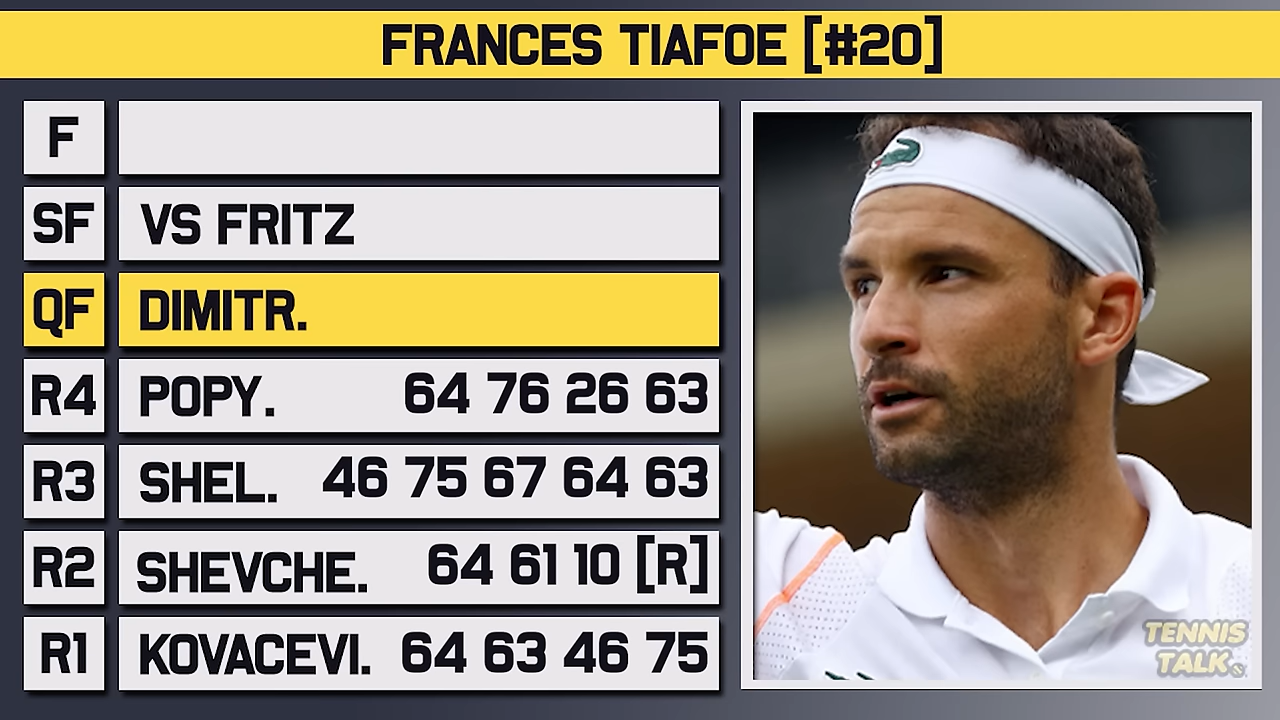 FRANCES TIAFOE [#20]
F
SF VS FRITZ
QF DIMITR.
R4 POPY. 64 76 26 63
R3 SHEL. 46 75 67 64 63
R2 SHEVCHE. 64 61 10 [R]
R1 KOVACEVI. 64 63 46 75
TENNIS
TALK